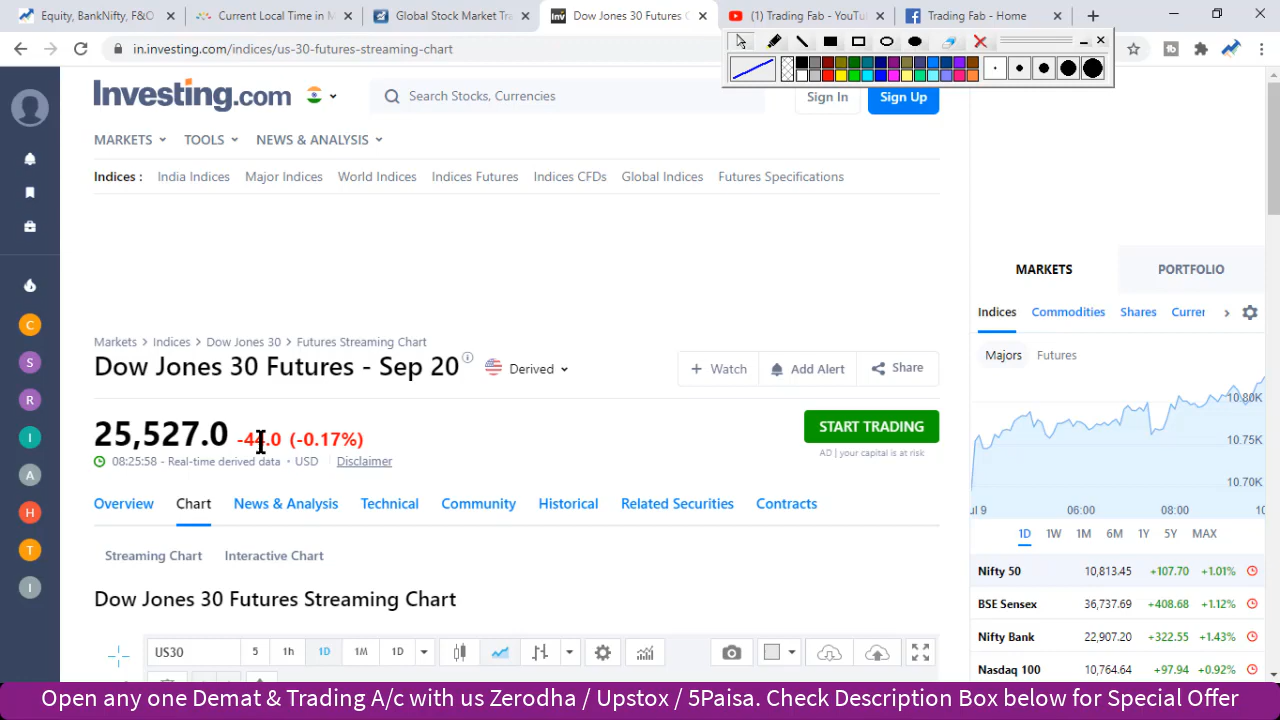 Equity, BankNifty, F&O
Current Local Time in M
Global Stock Market Tra
Dow Jones 30 Futures C
(1) Trading Fab - YouTu
Trading Fab - Home
in.investing.com/indices/us-30-futures-streaming-chart
Investing.com
Search Stocks, Currencies
Sign In
Sign Up
MARKETS
TOOLS
NEWS & ANALYSIS
Indices :
India Indices
Major Indices
World Indices
Indices Futures
Indices CFDs
Global Indices
Futures Specifications
MARKETS
PORTFOLIO
Indices
Commodities
Shares
Currer
Majors
Futures
Markets > Indices > Dow Jones 30 > Futures Streaming Chart
Dow Jones 30 Futures - Sep 20
Derived
Watch
Add Alert
Share
25,527.0 -44.0 (-0.17%)
START TRADING
08:25:58 - Real-time derived data • USD
Disclaimer
AD | your capital is at risk
10.80K
10.75K
10.70K
ul 9
06:00
08:00
10
Overview
Chart
News & Analysis
Technical
Community
Historical
Related Securities
Contracts
1D
1W
1M
6M
1Y
5Y
MAX
Streaming Chart
Interactive Chart
Nifty 50 10,813.45 +107.70 +1.01%
BSE Sensex 36,737.69 +408.68 +1.12%
Nifty Bank 22,907.20 +322.55 +1.43%
Nasdaq 100 10,764.64 +97.94 +0.92%
Dow Jones 30 Futures Streaming Chart
US30
5
1h
1D
1M
1D
C
S
R
I
A
H
T
I
Open any one Demat & Trading A/c with us Zerodha / Upstox / 5Paisa. Check Description Box below for Special Offer